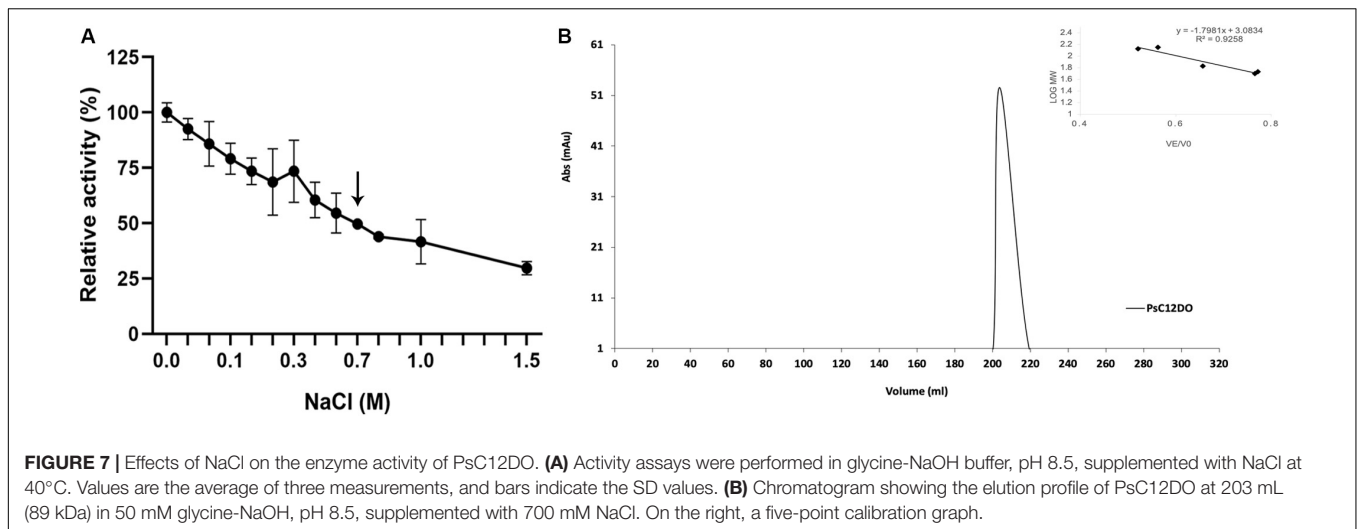 A
125
100
75
50
25
0
Relative activity (%)
0.0 0.1 0.3 0.7 1.0 1.5
NaCl (M)
B
61
51
41
31
21
11
1
Abs (mAu)
0 20 40 60 80 100 120 140 160 180 200 220 240 260 280 300 320
Volume (ml)
PsC12DO
y = -1.7981x + 3.0834
R² = 0.9258
2.4
2.2
2
1.8
1.6
1.4
1.2
1
LOG MW
0.4 0.6 0.8
VE/V0
FIGURE 7 | Effects of NaCl on the enzyme activity of PsC12DO. (A) Activity assays were performed in glycine-NaOH buffer, pH 8.5, supplemented with NaCl at
40°C. Values are the average of three measurements, and bars indicate the SD values. (B) Chromatogram showing the elution profile of PsC12DO at 203 mL
(89 kDa) in 50 mM glycine-NaOH, pH 8.5, supplemented with 700 mM NaCl. On the right, a five-point calibration graph.